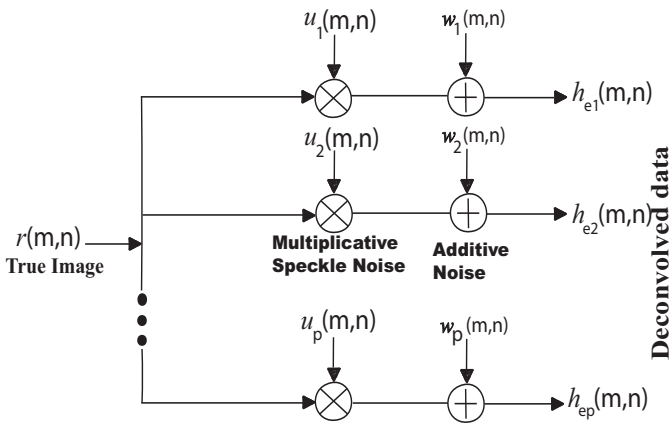 u1(m,n)
w1(m,n)
he1(m,n)
u2(m,n)
w2(m,n)
he2(m,n)
r(m,n)
True Image
Multiplicative
Speckle Noise
Additive
Noise
up(m,n)
wp(m,n)
hep(m,n)
Deconvolved data